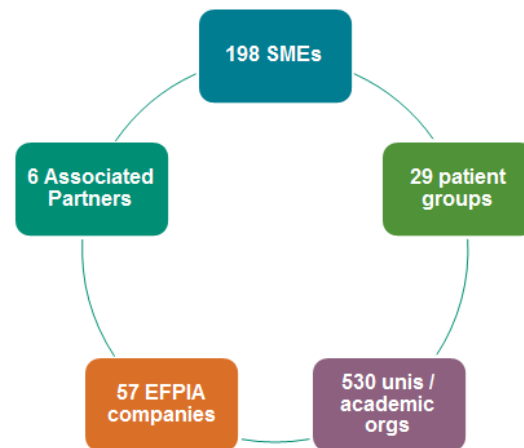 198 SMEs
6 Associated
Partners
29 patient
groups
57 EFPIA
companies
530 unis /
academic
orgs